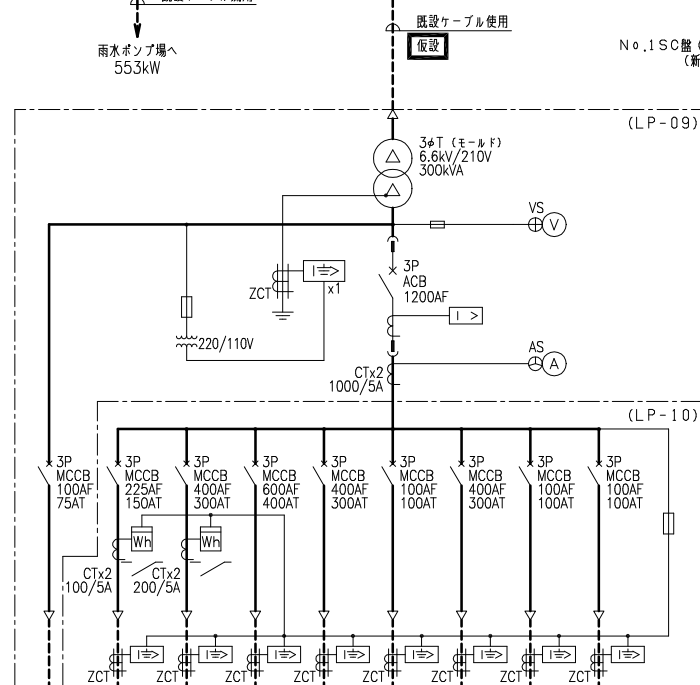 既設ケーブル使用
仮設
雨水ポンプ場へ
553kW
No.1SC盤
(新
(LP-09)
3φT (モールド)
6.6kV/210V
300kVA
VS
V
3P
ACB
1200AF
I >
ZCT
I >
x1
220/110V
AS
A
CTx2
1000/5A
(LP-10)
3P
MCCB
100AF
75AT
3P
MCCB
225AF
150AT
3P
MCCB
400AF
300AT
3P
MCCB
600AF
400AT
3P
MCCB
400AF
300AT
3P
MCCB
100AF
100AT
3P
MCCB
400AF
300AT
3P
MCCB
100AF
100AT
3P
MCCB
100AF
100AT
Wh
Wh
CTx2
100/5A
CTx2
200/5A
I >
I >
I >
I >
I >
I >
I >
I >
ZCT
ZCT
ZCT
ZCT
ZCT
ZCT
ZCT
ZCT